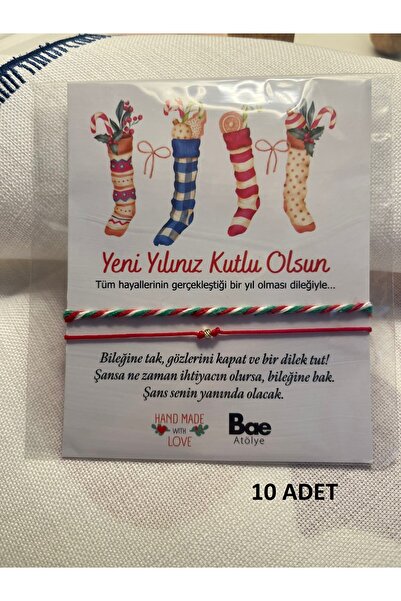 Yeni Yılınız Kutlu Olsun
Tüm hayallerinin gerçekleştiği bir yıl olması dileğiyle...
Bileğine tak, gözlerini kapat ve bir dilek tut!
Şansa ne zaman ihtiyacın olursa, bileğine bak.
Şans senin yanında olacak.
HAND MADE
WITH
LOVE
Bae
Atölye
10 ADET